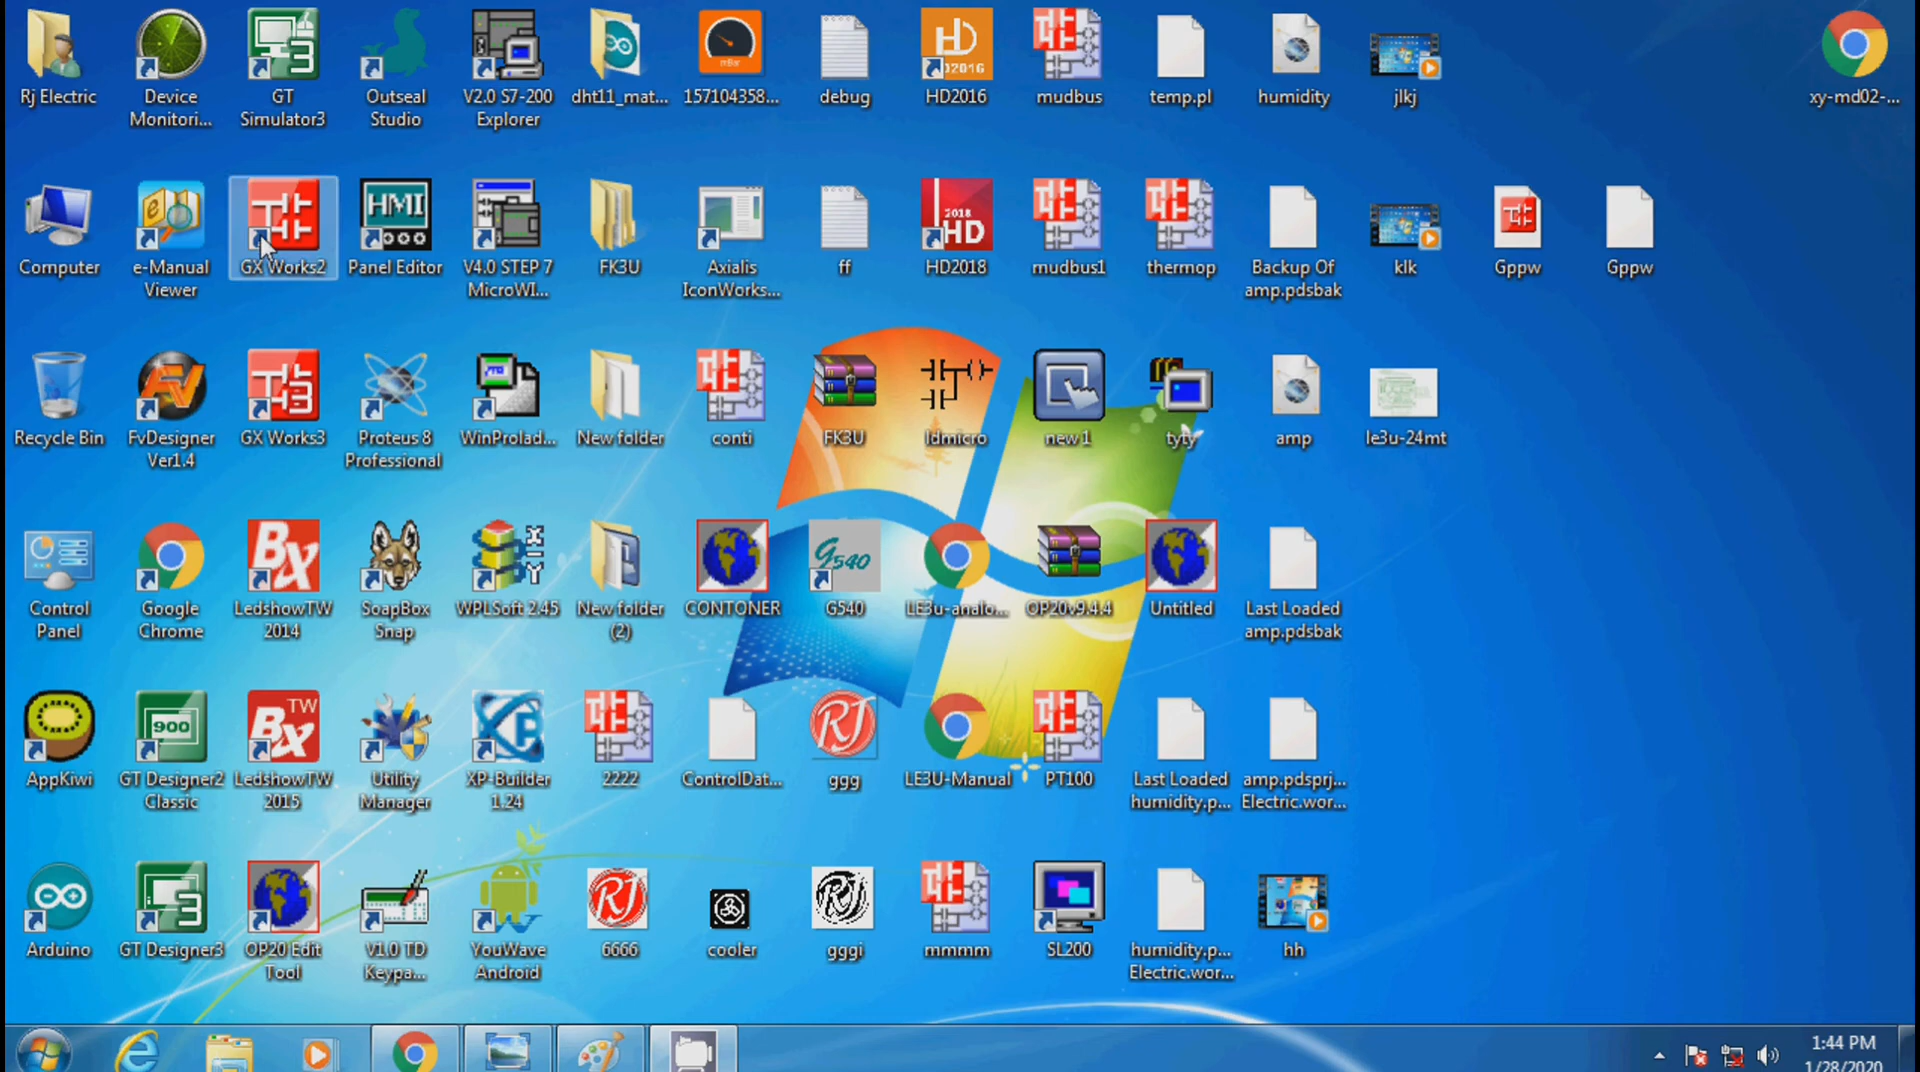 Rj Electric
Device
Monitori...
GT
Simulator3
Outseal
Studio
V2.0 S7-200
Explorer
dht11_mat...
157104358...
debug
HD2016
mudbus
temp.pl
humidity
jlkj
xy-md02-...
Computer
e-Manual
Viewer
GX Works2
Panel Editor
V4.0 STEP 7
MicroWI...
FK3U
Axialis
IconWorks...
ff
HD2018
mudbus1
thermop
Backup Of
amp.pdsbak
klk
Gppw
Gppw
Recycle Bin
FvDesigner
Ver1.4
GX Works3
Proteus 8
Professional
WinProlad...
New folder
conti
FK3U
ldmicro
new1
tyty
amp
le3u-24mt
Control
Panel
Google
Chrome
LedshowTW
2014
SoapBox
Snap
WPLSoft 2.45
New folder
(2)
CONTONER
G540
LE3u-analo...
OP20v9.4.4
Untitled
Last Loaded
amp.pdsbak
AppKiwi
GT Designer2
Classic
LedshowTW
2015
Utility
Manager
XP-Builder
1.24
2222
ControlDat...
ggg
LE3U-Manual
PT100
Last Loaded
humidity.p...
amp.pdsprj...
Electric.wor...
Arduino
GT Designer3
OP20 Edit
Tool
V1.0 TD
Keypa...
YouWave
Android
6666
cooler
gggi
mmmm
SL200
humidity.p...
Electric.wor...
hh
1:44 PM
1/28/2020